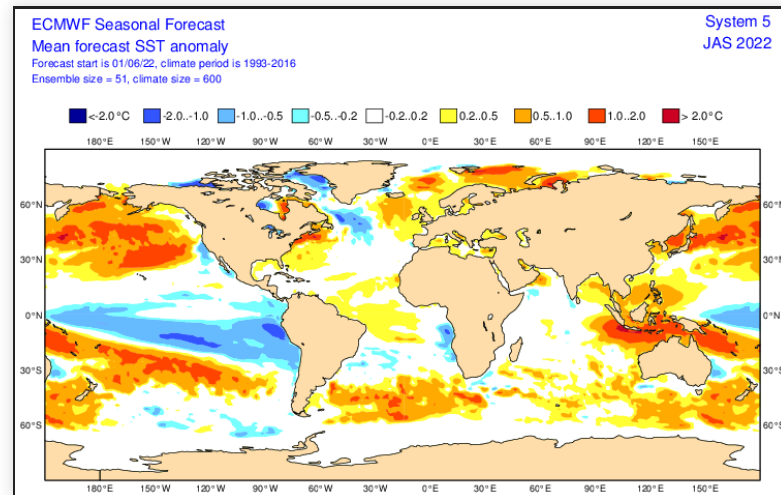 ECMWF Seasonal Forecast
System 5
Mean forecast SST anomaly
JAS 2022
Forecast start is 01/06/22, climate period is 1993-2016
Ensemble size = 51, climate size = 600
<-2.0°C -2.0..-1.0 -1.0..-0.5 -0.5..-0.2 -0.2..0.2 0.2..0.5 0.5..1.0 1.0..2.0 > 2.0°C
180°E 150°W 120°W 90°W 60°W 30°W 0°E 30°E 60°E 90°E 120°E 150°E
60°N 60°N
30°N 30°N
0°N 0°N
30°S 30°S
60°S 60°S
180°E 150°W 120°W 90°W 60°W 30°W 0°E 30°E 60°E 90°E 120°E 150°E